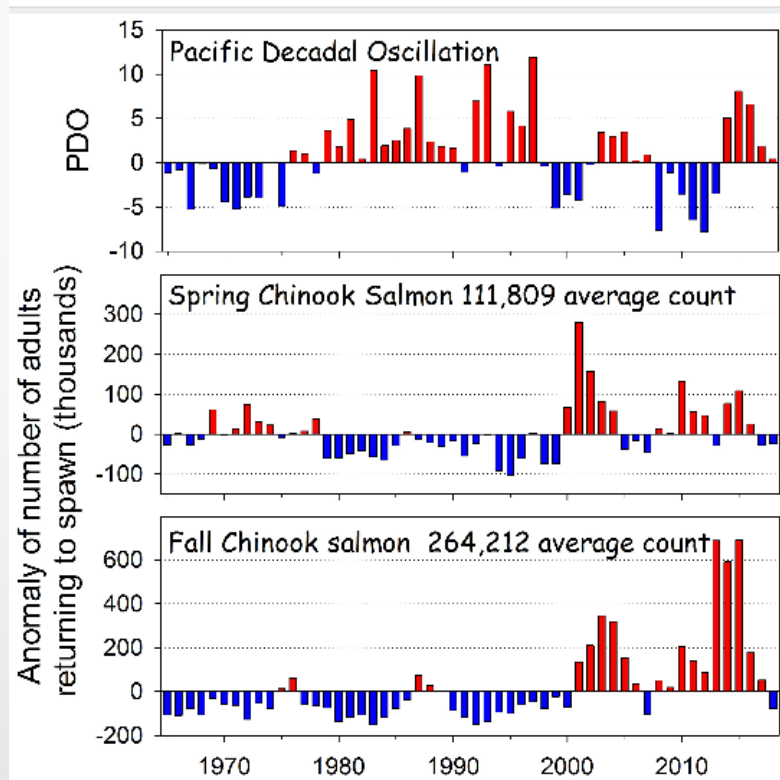 Pacific Decadal Oscillation
PDO
15
10
5
0
-5
-10
Spring Chinook Salmon 111,809 average count
Anomaly of number of adults
returning to spawn (thousands)
300
200
100
0
-100
Fall Chinook salmon 264,212 average count
600
400
200
0
-200
1970 1980 1990 2000 2010